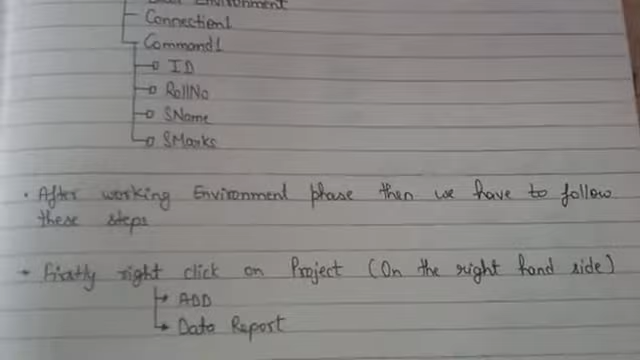 Environment
Connection1
Command1
ID
RollNo
SName
SMarks
• After working Environment phase then we have to follow
these steps
→ firstly right click on Project (On the right hand side)
→ ADD
→ Data Report